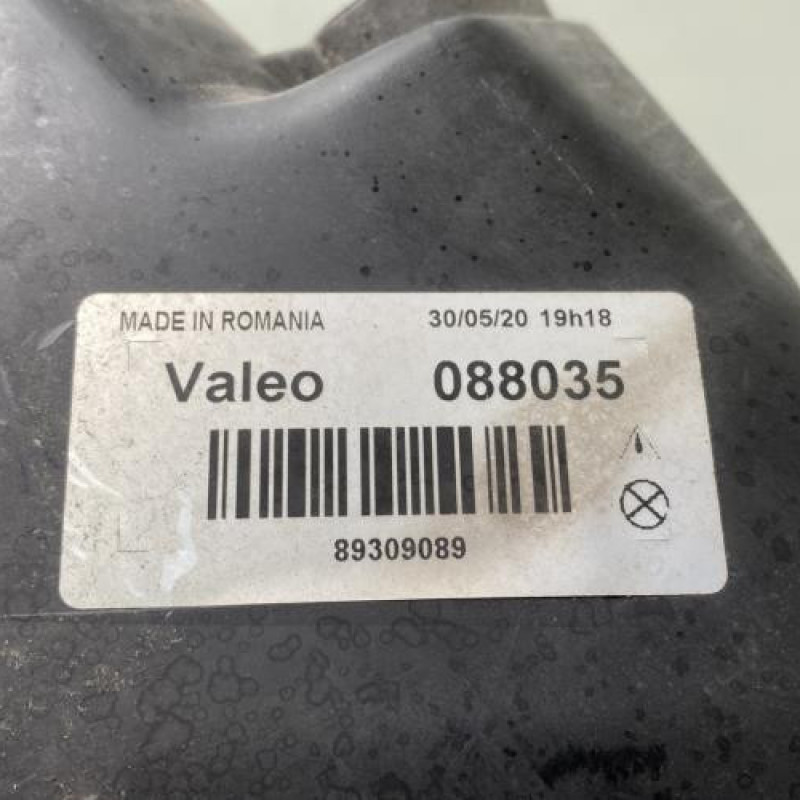 MADE IN ROMANIA 30/05/20 19h18
Valeo 088035
89309089